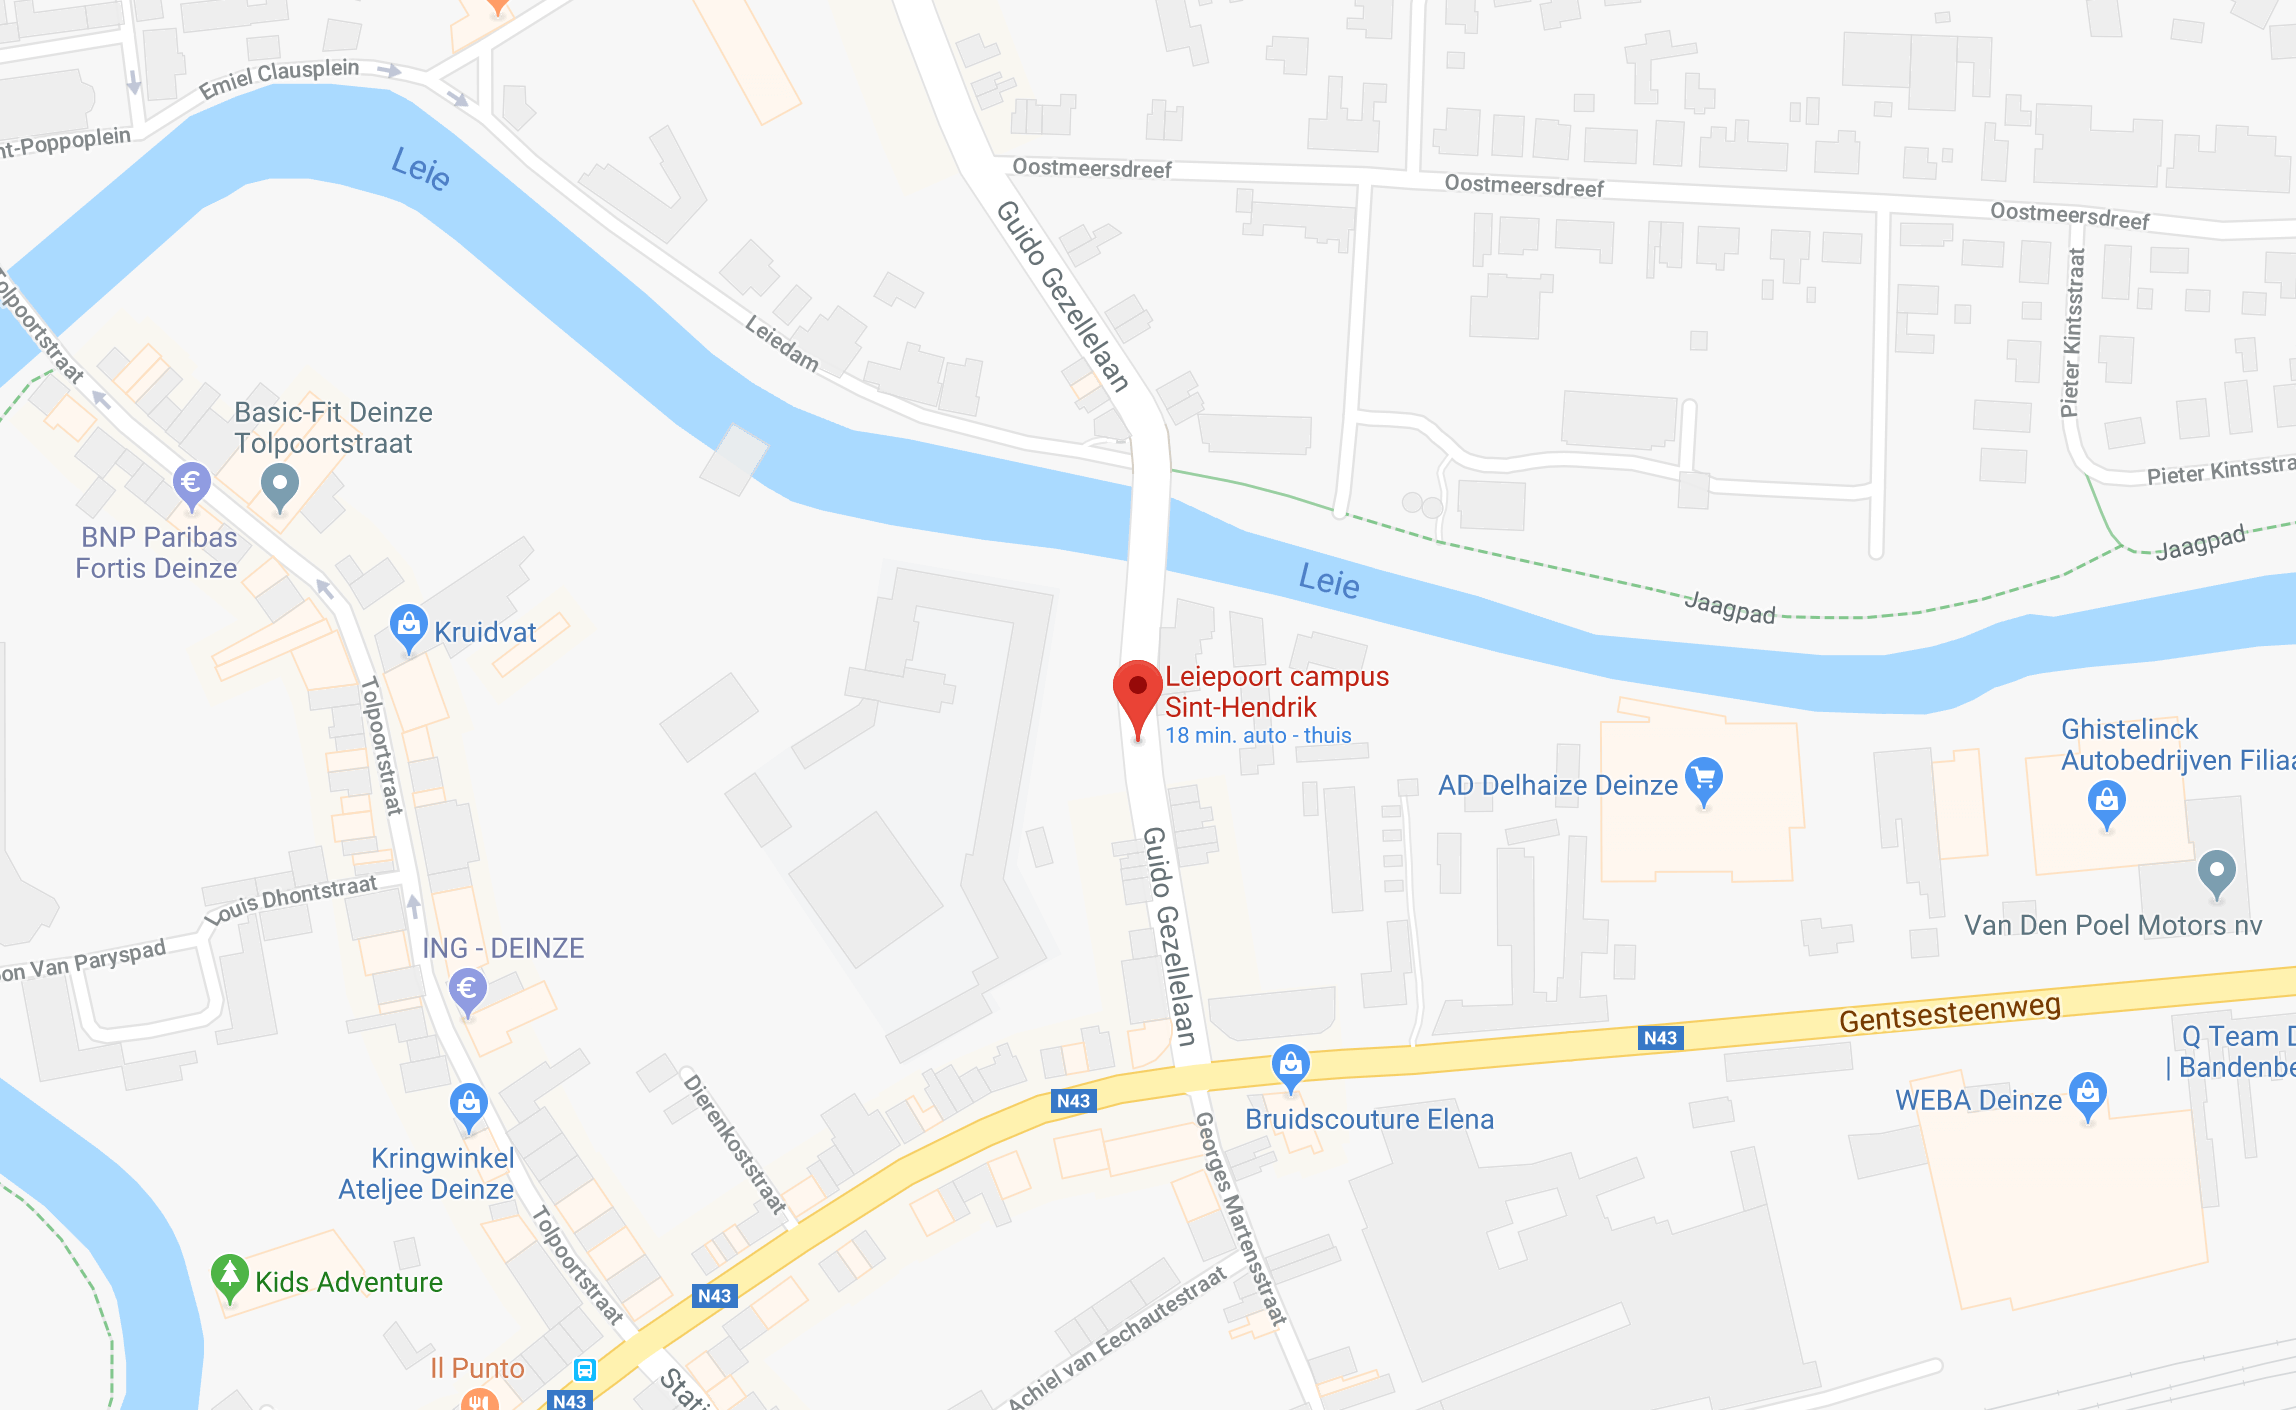 Emiel Clausplein
nt-Poppoplein
Leie
Oostmeersdreef
Oostmeersdreef
Oostmeersdreef
Guido Gezellelaan
Pieter Kintsstraat
Tolpoortstraat
Leiedam
Basic-Fit Deinze
Tolpoortstraat
BNP Paribas
Fortis Deinze
Pieter Kintsstra
Jaagpad
Leie
Jaagpad
Kruidvat
Leiepoort campus
Sint-Hendrik
18 min. auto - thuis
Tolpoortstraat
Ghistelinck
Autobedrijven Filiaa
AD Delhaize Deinze
Guido Gezellelaan
Louis Dhontstraat
Van Den Poel Motors nv
ING - DEINZE
oon Van Paryspad
Gentsesteenweg
N43
Q Team D
| Bandenbe
N43
WEBA Deinze
Bruidscouture Elena
Dierenkoststraat
Georges Martensstraat
Kringwinkel
Ateljee Deinze
Tolpoortstraat
Kids Adventure
N43
Achiel van Eechautestraat
Il Punto
N43
Stati